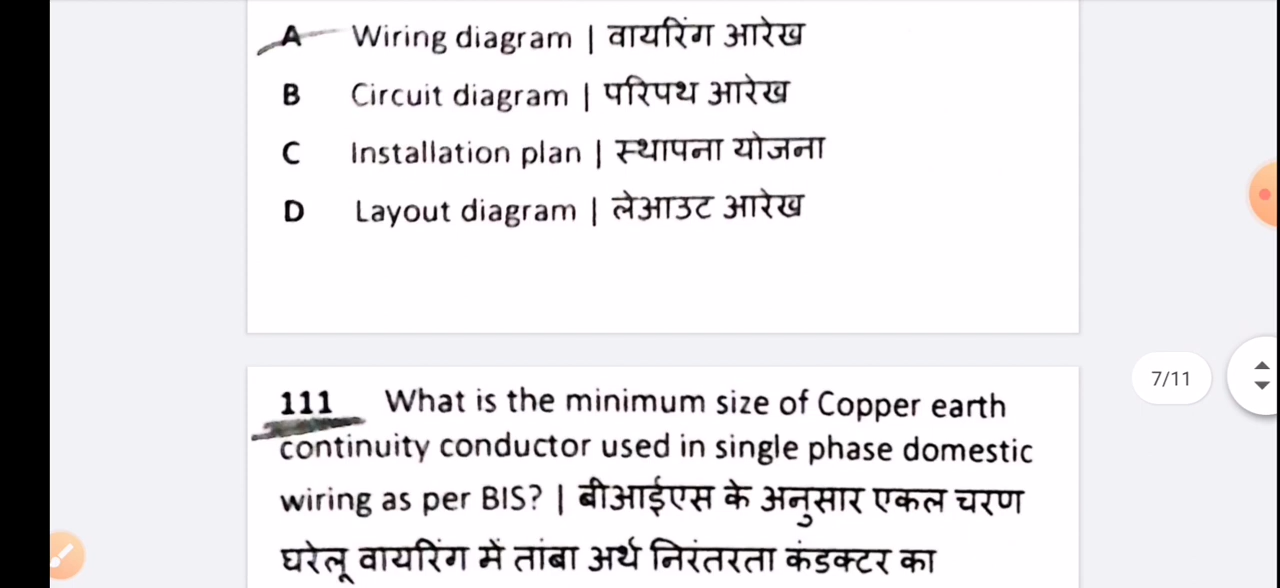 A Wiring diagram | वायरिंग आरेख
B Circuit diagram | परिपथ आरेख
C Installation plan | स्थापना योजना
D Layout diagram | लेआउट आरेख
7/11
111 What is the minimum size of Copper earth
continuity conductor used in single phase domestic
wiring as per BIS? | बीआईएस के अनुसार एकल चरण
घरेलू वायरिंग में तांबा अर्थ निरंतरता कंडक्टर का